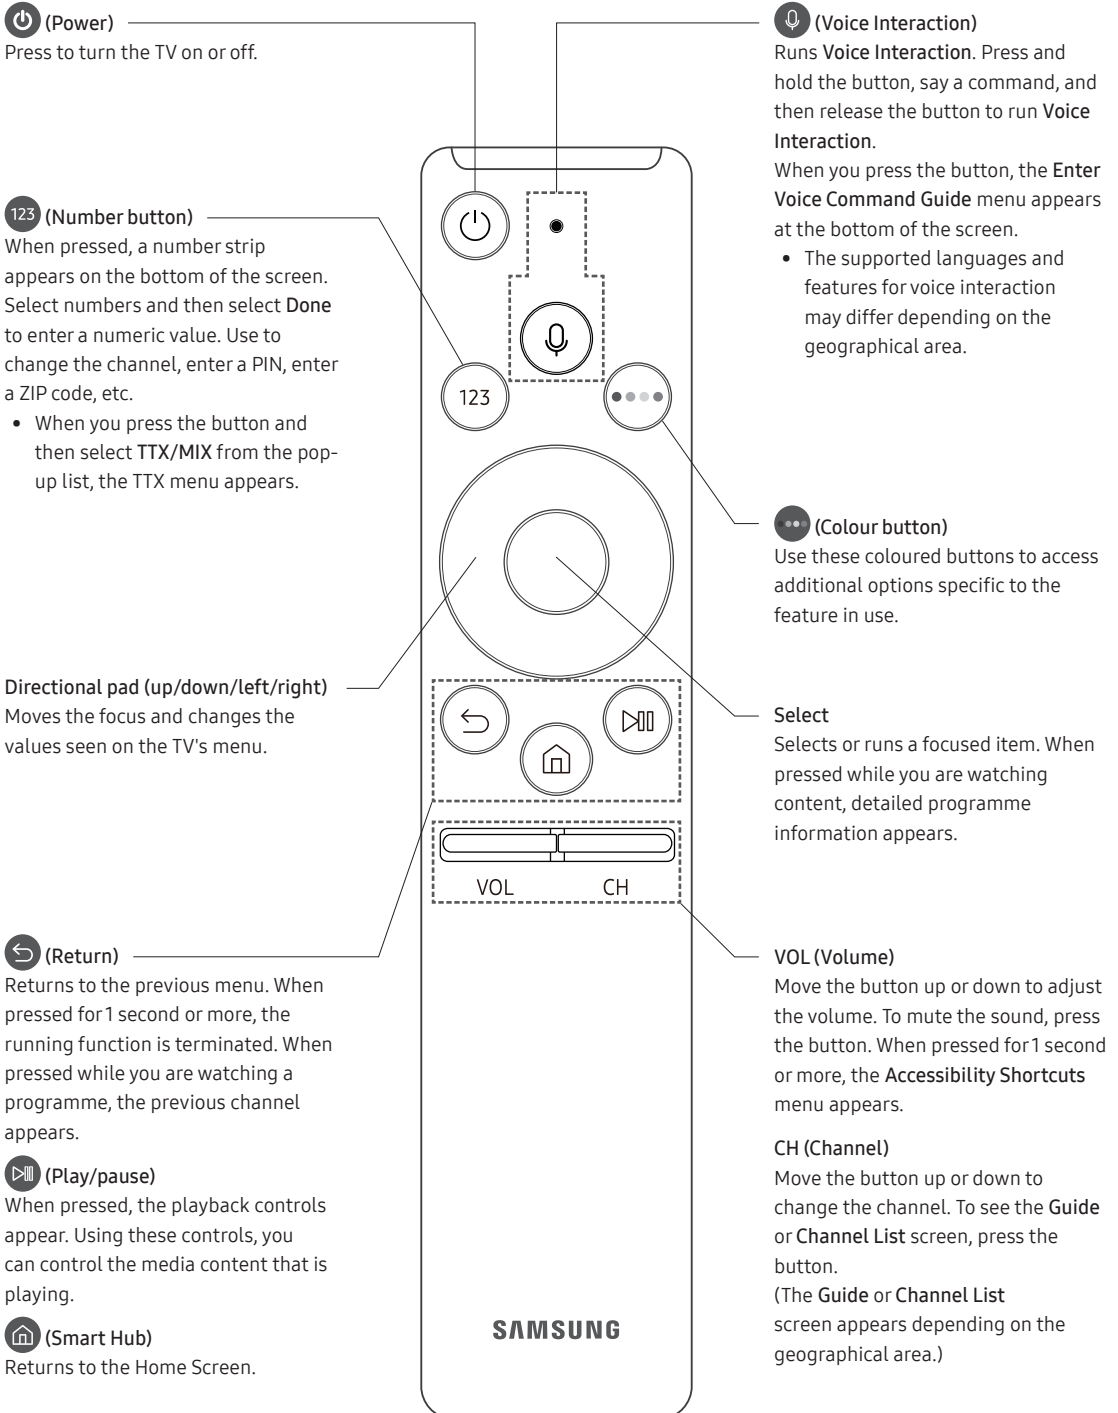 (Power)
Press to turn the TV on or off.
123 (Number button)
When pressed, a number strip
appears on the bottom of the screen.
Select numbers and then select Done
to enter a numeric value. Use to
change the channel, enter a PIN, enter
a ZIP code, etc.
• When you press the button and
then select TTX/MIX from the pop-
up list, the TTX menu appears.
Directional pad (up/down/left/right)
Moves the focus and changes the
values seen on the TV's menu.
(Return)
Returns to the previous menu. When
pressed for 1 second or more, the
running function is terminated. When
pressed while you are watching a
programme, the previous channel
appears.
(Play/pause)
When pressed, the playback controls
appear. Using these controls, you
can control the media content that is
playing.
(Smart Hub)
Returns to the Home Screen.
123
VOL CH
SAMSUNG
(Voice Interaction)
Runs Voice Interaction. Press and
hold the button, say a command, and
then release the button to run Voice
Interaction.
When you press the button, the Enter
Voice Command Guide menu appears
at the bottom of the screen.
• The supported languages and
features for voice interaction
may differ depending on the
geographical area.
(Colour button)
Use these coloured buttons to access
additional options specific to the
feature in use.
Select
Selects or runs a focused item. When
pressed while you are watching
content, detailed programme
information appears.
VOL (Volume)
Move the button up or down to adjust
the volume. To mute the sound, press
the button. When pressed for 1 second
or more, the Accessibility Shortcuts
menu appears.
CH (Channel)
Move the button up or down to
change the channel. To see the Guide
or Channel List screen, press the
button.
(The Guide or Channel List
screen appears depending on the
geographical area.)